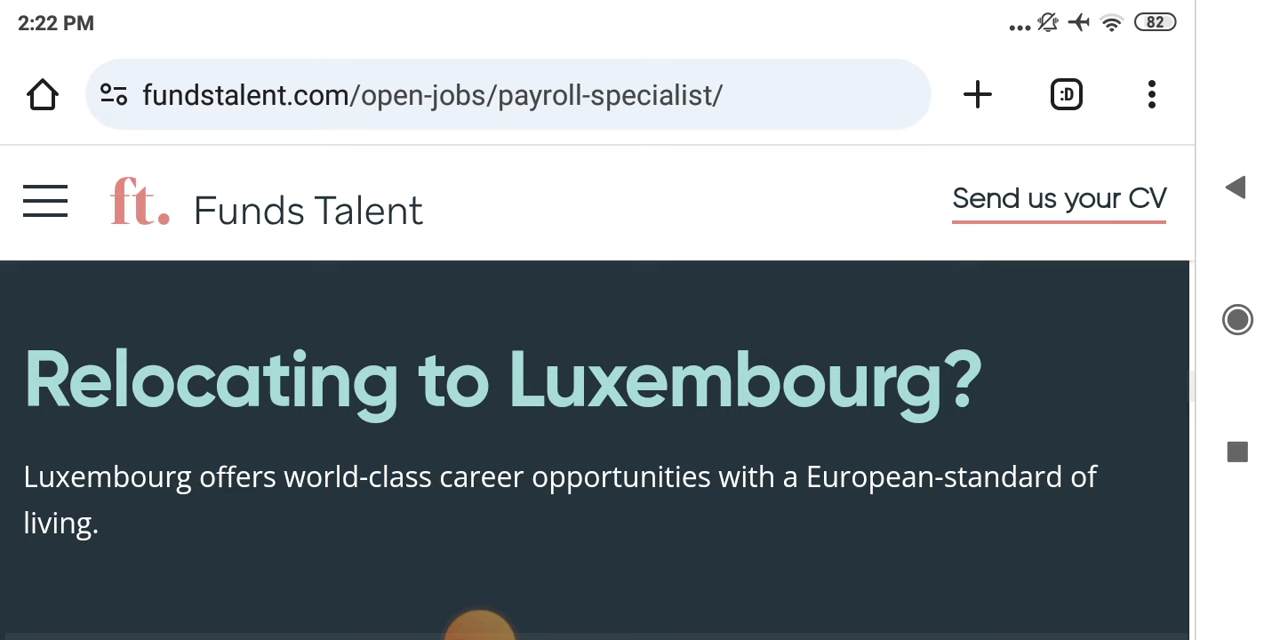 2:22 PM
82
fundstalent.com/open-jobs/payroll-specialist/
:D
ft. Funds Talent
Send us your CV
Relocating to Luxembourg?
Luxembourg offers world-class career opportunities with a European-standard of
living.